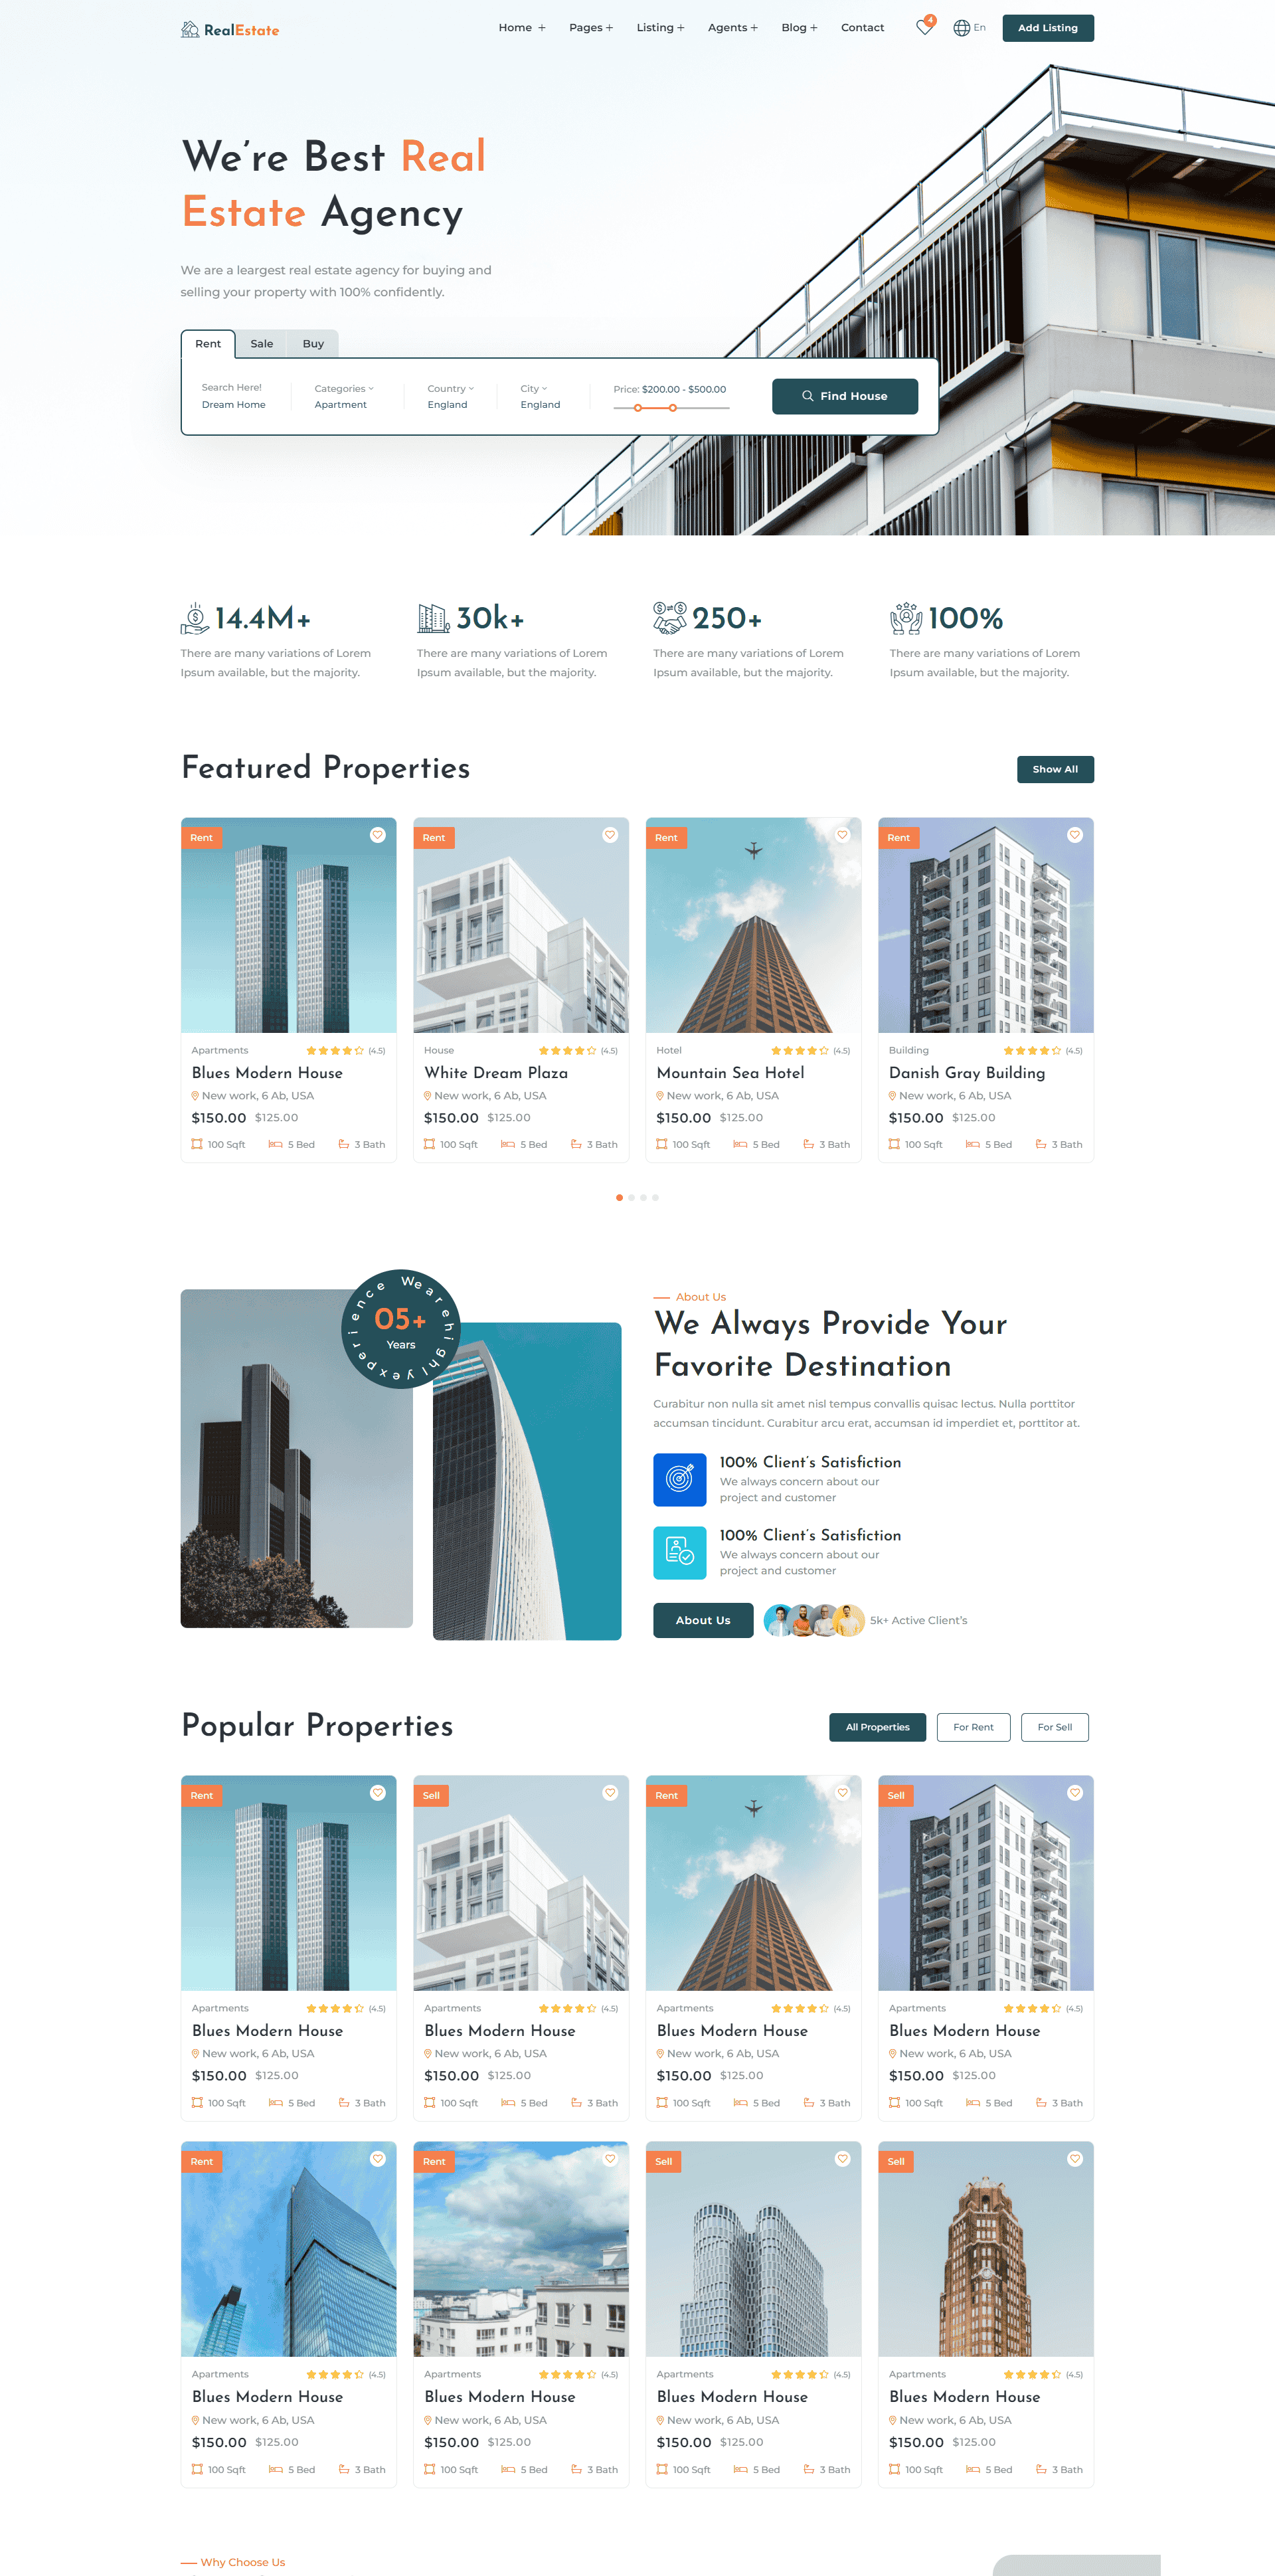 RealEstate
Home + Pages + Listing + Agents + Blog + Contact 4 En Add Listing
We're Best Real
Estate Agency
We are a leargest real estate agency for buying and
selling your property with 100% confidently.
Rent Sale Buy
Search Here! Categories Country City Price: $200.00 - $500.00
Dream Home Apartment England England Find House
14.4M+ 30k+ 250+ 100%
There are many variations of Lorem There are many variations of Lorem There are many variations of Lorem There are many variations of Lorem
Ipsum available, but the majority. Ipsum available, but the majority. Ipsum available, but the majority. Ipsum available, but the majority.
Featured Properties Show All
Rent Rent Rent Rent
Apartments (4.5) House (4.5) Hotel (4.5) Building (4.5)
Blues Modern House White Dream Plaza Mountain Sea Hotel Danish Gray Building
New work, 6 Ab, USA New work, 6 Ab, USA New work, 6 Ab, USA New work, 6 Ab, USA
$150.00 $125.00 $150.00 $125.00 $150.00 $125.00 $150.00 $125.00
100 Sqft 5 Bed 3 Bath 100 Sqft 5 Bed 3 Bath 100 Sqft 5 Bed 3 Bath 100 Sqft 5 Bed 3 Bath
We are highly experience
05+
Years
About Us
We Always Provide Your
Favorite Destination
Curabitur non nulla sit amet nisl tempus convallis quisac lectus. Nulla porttitor
accumsan tincidunt. Curabitur arcu erat, accumsan id imperdiet et, porttitor at.
100% Client's Satisfiction
We always concern about our
project and customer
100% Client's Satisfiction
We always concern about our
project and customer
About Us 5k+ Active Client's
Popular Properties All Properties For Rent For Sell
Rent Sell Rent Sell
Apartments (4.5) Apartments (4.5) Apartments (4.5) Apartments (4.5)
Blues Modern House Blues Modern House Blues Modern House Blues Modern House
New work, 6 Ab, USA New work, 6 Ab, USA New work, 6 Ab, USA New work, 6 Ab, USA
$150.00 $125.00 $150.00 $125.00 $150.00 $125.00 $150.00 $125.00
100 Sqft 5 Bed 3 Bath 100 Sqft 5 Bed 3 Bath 100 Sqft 5 Bed 3 Bath 100 Sqft 5 Bed 3 Bath
Rent Rent Sell Sell
Apartments (4.5) Apartments (4.5) Apartments (4.5) Apartments (4.5)
Blues Modern House Blues Modern House Blues Modern House Blues Modern House
New work, 6 Ab, USA New work, 6 Ab, USA New work, 6 Ab, USA New work, 6 Ab, USA
$150.00 $125.00 $150.00 $125.00 $150.00 $125.00 $150.00 $125.00
100 Sqft 5 Bed 3 Bath 100 Sqft 5 Bed 3 Bath 100 Sqft 5 Bed 3 Bath 100 Sqft 5 Bed 3 Bath
Why Choose Us